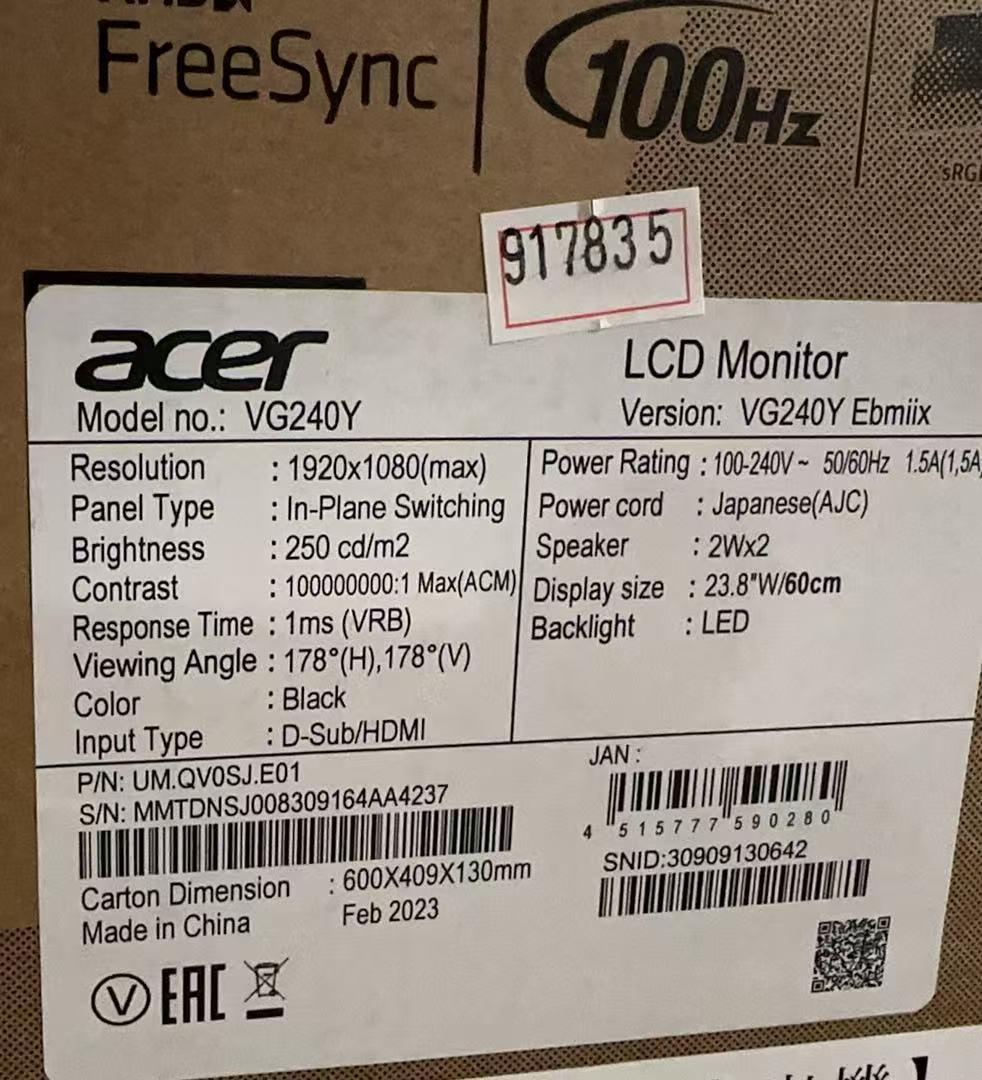 FreeSync
100Hz
917835
acer
LCD Monitor
Model no.: VG240Y
Version: VG240Y Ebmiix
Resolution : 1920x1080(max)
Panel Type : In-Plane Switching
Brightness : 250 cd/m2
Contrast : 100000000:1 Max(ACM)
Response Time : 1ms (VRB)
Viewing Angle : 178°(H),178°(V)
Color : Black
Input Type : D-Sub/HDMI
Power Rating : 100-240V~ 50/60Hz 1.5A(1,5A
Power cord : Japanese(AJC)
Speaker : 2Wx2
Display size : 23.8"W/60cm
Backlight : LED
P/N: UM.QV0SJ.E01
S/N: MMTDNSJ008309164AA4237
Carton Dimension : 600X409X130mm
Made in China Feb 2023
JAN :
4 515777 590280
SNID:30909130642
V EAC